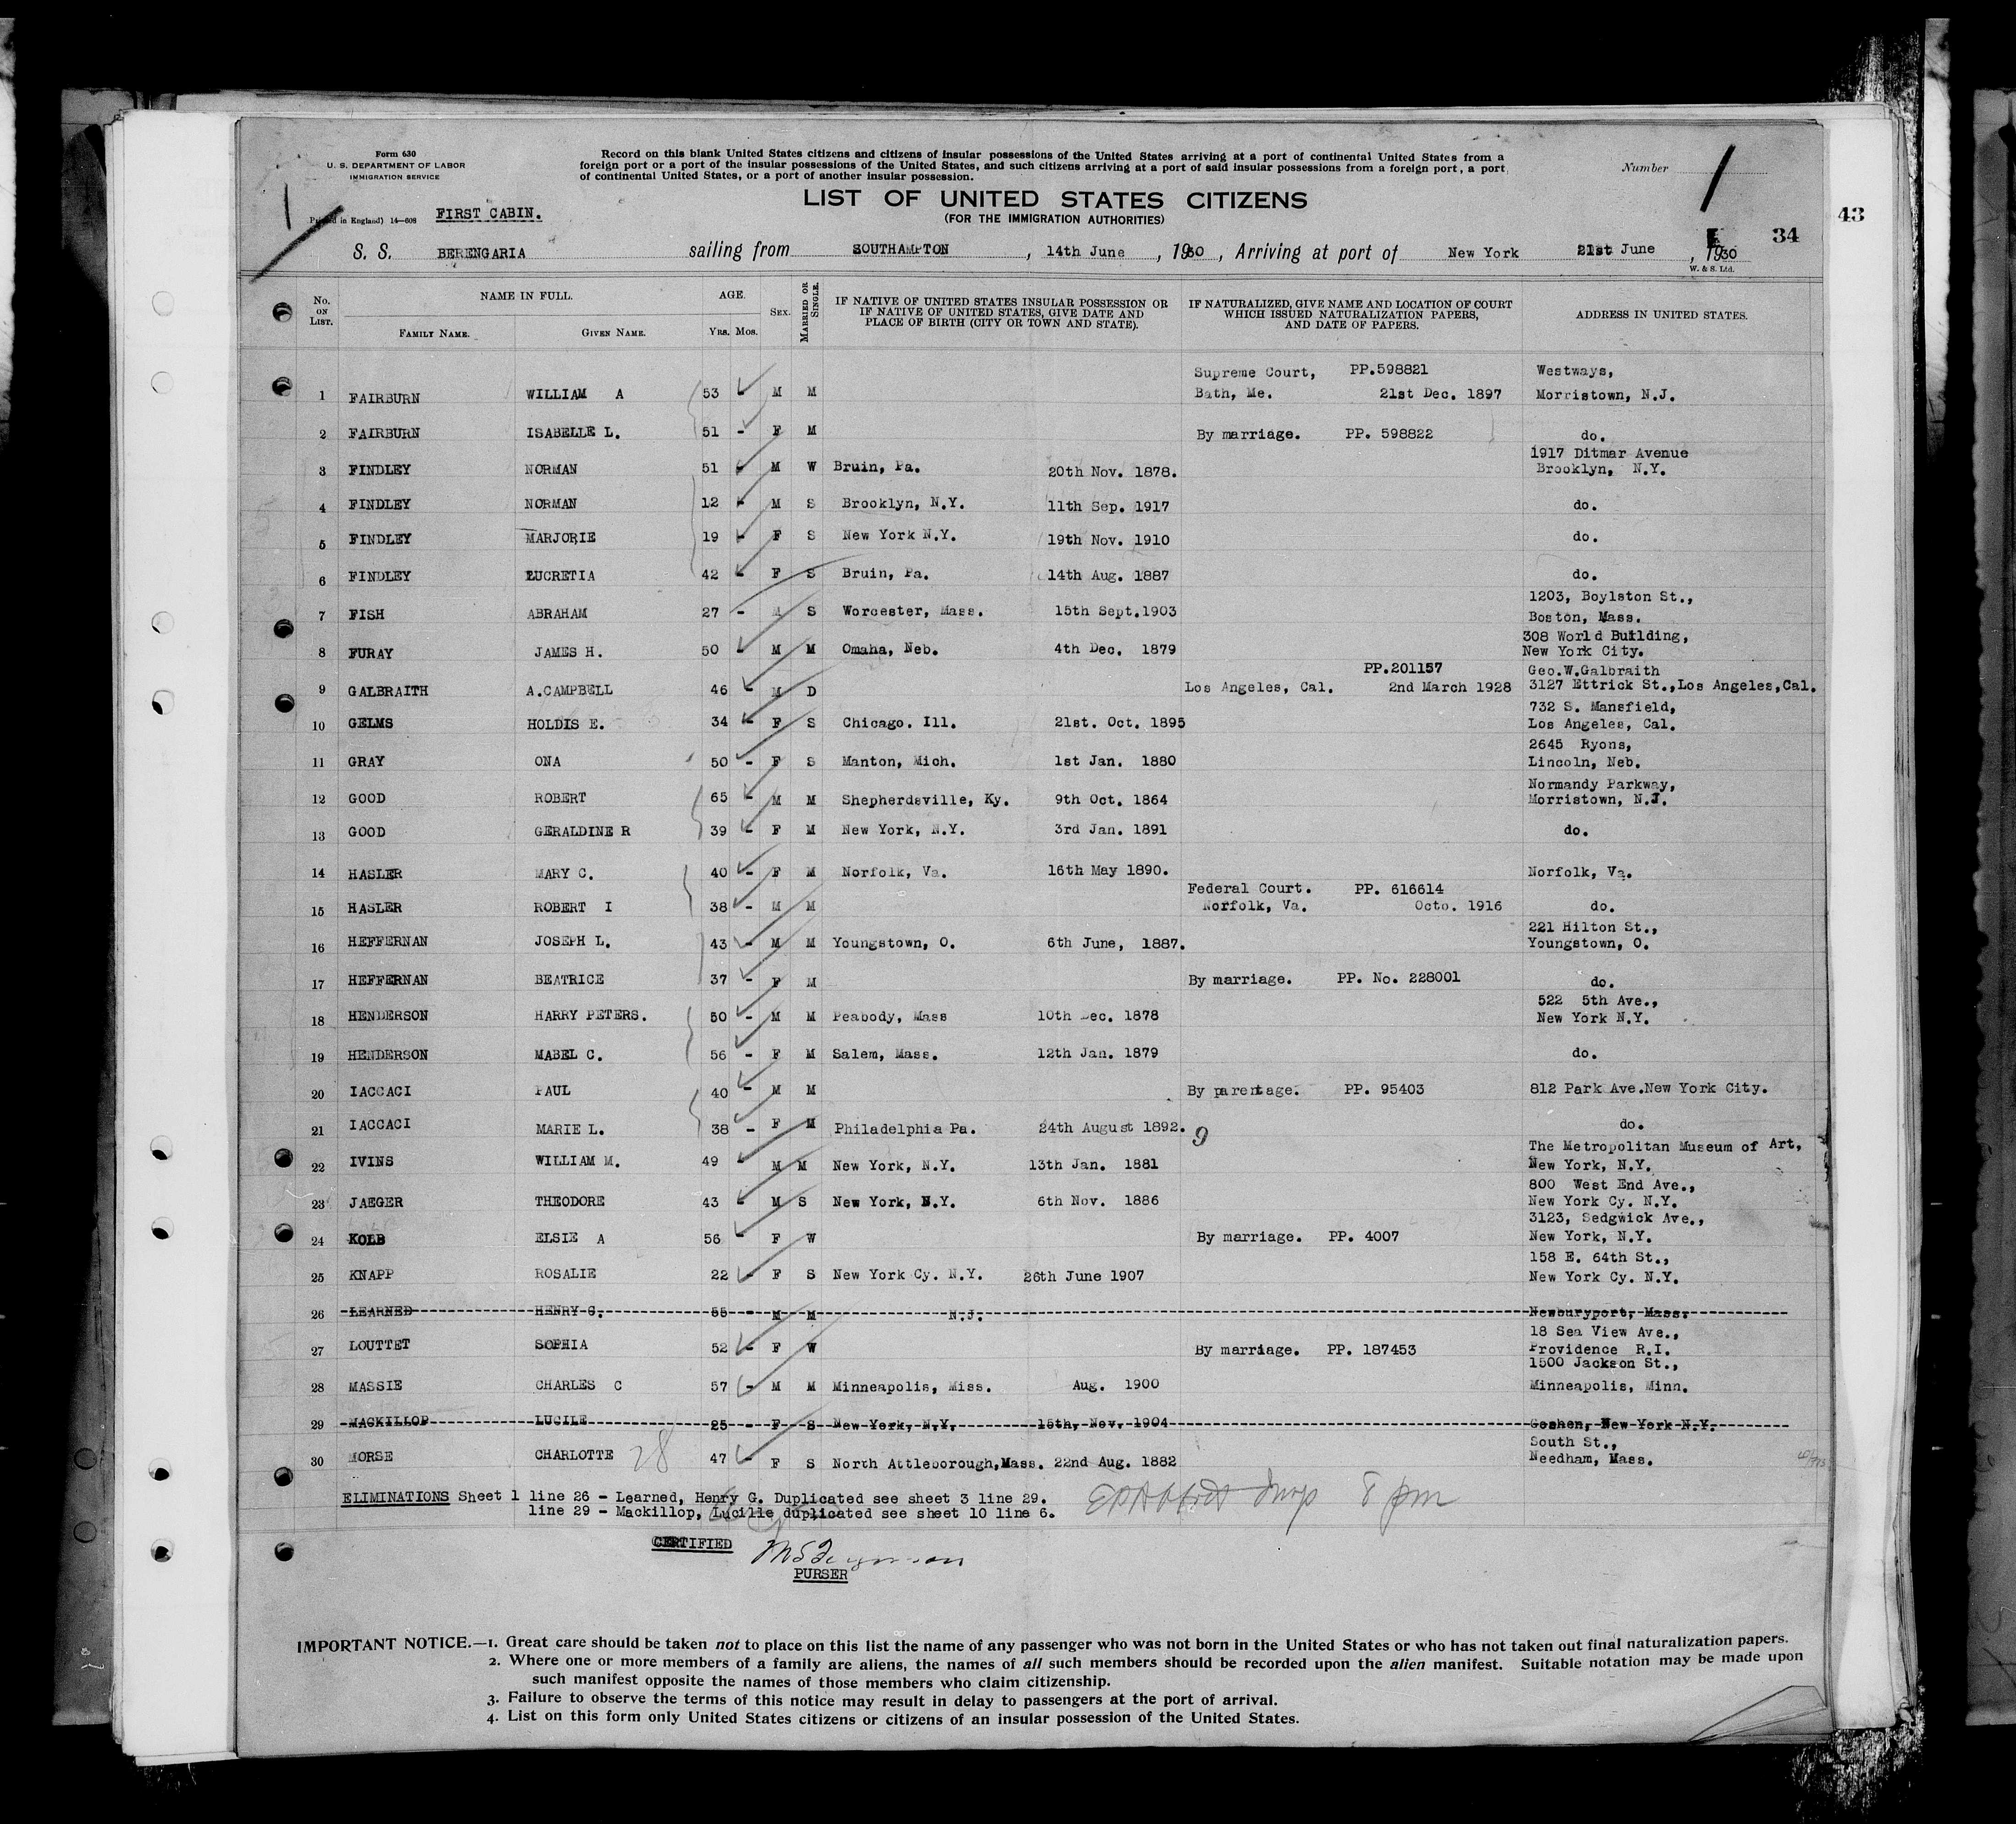 Form 630
U. S. DEPARTMENT OF LABOR
IMMIGRATION SERVICE
Record on this blank United States citizens and citizens of insular possessions of the United States arriving at a port of continental United States from a
foreign port or a port of the insular possessions of the United States, and such citizens arriving at a port of said insular possessions from a foreign port, a port
of continental United States, or a port of another insular possession.
Number 1
1
(Printed in England) 14—608 FIRST CABIN.
LIST OF UNITED STATES CITIZENS
(FOR THE IMMIGRATION AUTHORITIES)
43
34
S. S. BERENGARIA sailing from SOUTHAMPTON, 14th June, 1930, Arriving at port of New York 21st June, 1930
W. & S. Ltd.
No. ON LIST. NAME IN FULL. AGE. SEX. MARRIED OR SINGLE. IF NATIVE OF UNITED STATES INSULAR POSSESSION OR IF NATIVE OF UNITED STATES, GIVE DATE AND PLACE OF BIRTH (CITY OR TOWN AND STATE). IF NATURALIZED, GIVE NAME AND LOCATION OF COURT WHICH ISSUED NATURALIZATION PAPERS, AND DATE OF PAPERS. ADDRESS IN UNITED STATES.
FAMILY NAME. GIVEN NAME. YRS. MOS.
Supreme Court, PP.598821 Westways,
1 FAIRBURN WILLIAM A 53 - M M Bath, Me. 21st Dec. 1897 Morristown, N.J.
2 FAIRBURN ISABELLE L. 51 - F M By marriage. PP. 598822 do.
1917 Ditmar Avenue
3 FINDLEY NORMAN 51 - M W Bruin, Pa. 20th Nov. 1878. Brooklyn, N.Y.
4 FINDLEY NORMAN 12 - M S Brooklyn, N.Y. 11th Sep. 1917 do.
5 FINDLEY MARJORIE 19 - F S New York N.Y. 19th Nov. 1910 do.
6 FINDLEY LUCRETIA 42 - F S Bruin, Pa. 14th Aug. 1887 do.
1203, Boylston St.,
7 FISH ABRAHAM 27 - M S Worcester, Mass. 15th Sept.1903 Boston, Mass.
308 World Building,
8 FURAY JAMES H. 50 - M M Omaha, Neb. 4th Dec. 1879 New York City.
PP.201157 Geo.W.Galbraith
9 GALBRAITH A.CAMPBELL 46 - M D Los Angeles, Cal. 2nd March 1928 3127 Ettrick St.,Los Angeles,Cal.
732 S. Mansfield,
10 GELMS HOLDIS E. 34 - F S Chicago. Ill. 21st. Oct. 1895 Los Angeles, Cal.
2645 Ryons,
11 GRAY ONA 50 - F S Manton, Mich. 1st Jan. 1880 Lincoln, Neb.
Normandy Parkway,
12 GOOD ROBERT 65 - M M Shepherdsville, Ky. 9th Oct. 1864 Morristown, N.J.
13 GOOD GERALDINE R 39 - F M New York, N.Y. 3rd Jan. 1891 do.
14 HASLER MARY C. 40 - F M Norfolk, Va. 16th May 1890. Norfolk, Va.
Federal Court. PP. 616614
15 HASLER ROBERT I 38 - M M Norfolk, Va. Octo. 1916 do.
221 Hilton St.,
16 HEFFERNAN JOSEPH L. 43 - M M Youngstown, O. 6th June, 1887. Youngstown, O.
17 HEFFERNAN BEATRICE 37 - F M By marriage. PP. No. 228001 do.
522 5th Ave.,
18 HENDERSON HARRY PETERS. 50 - M M Peabody, Mass 10th Dec. 1878 New York N.Y.
19 HENDERSON MABEL C. 56 - F M Salem, Mass. 12th Jan. 1879 do.
20 IACCACI PAUL 40 - M M By parentage. PP. 95403 812 Park Ave.New York City.
21 IACCACI MARIE L. 38 - F M Philadelphia Pa. 24th August 1892. 9 do.
The Metropolitan Museum of Art,
22 IVINS WILLIAM M. 49 - M M New York, N.Y. 13th Jan. 1881 New York, N.Y.
800 West End Ave.,
23 JAEGER THEODORE 43 - M S New York, N.Y. 6th Nov. 1886 New York Cy. N.Y.
3123, Sedgwick Ave.,
24 KOLB ELSIE A 56 - F W By marriage. PP. 4007 New York, N.Y.
158 E. 64th St.,
25 KNAPP ROSALIE 22 - F S New York Cy. N.Y. 26th June 1907 New York Cy. N.Y.
26 LEARNED HENRY G. 55 - M M N.J. Newburyport, Mass.
18 Sea View Ave.,
27 LOUTTET SOPHIA 52 - F W By marriage. PP. 187453 Providence R.I.
1500 Jackson St.,
28 MASSIE CHARLES C 57 - M M Minneapolis, Miss. Aug. 1900 Minneapolis, Minn.
29 MACKILLOP LUCILE 25 - F S New York, N.Y. 15th, Nov. 1904 Goshen, New York N.Y.
South St.,
30 MORSE CHARLOTTE 28 47 - F S North Attleborough,Mass. 22nd Aug. 1882 Needham, Mass.
ELIMINATIONS Sheet 1 line 26 - Learned, Henry G. Duplicated see sheet 3 line 29.
line 29 - Mackillop, Lucille duplicated see sheet 10 line 6.
8 pm
CERTIFIED
PURSER
IMPORTANT NOTICE.—1. Great care should be taken not to place on this list the name of any passenger who was not born in the United States or who has not taken out final naturalization papers.
2. Where one or more members of a family are aliens, the names of all such members should be recorded upon the alien manifest. Suitable notation may be made upon
such manifest opposite the names of those members who claim citizenship.
3. Failure to observe the terms of this notice may result in delay to passengers at the port of arrival.
4. List on this form only United States citizens or citizens of an insular possession of the United States.